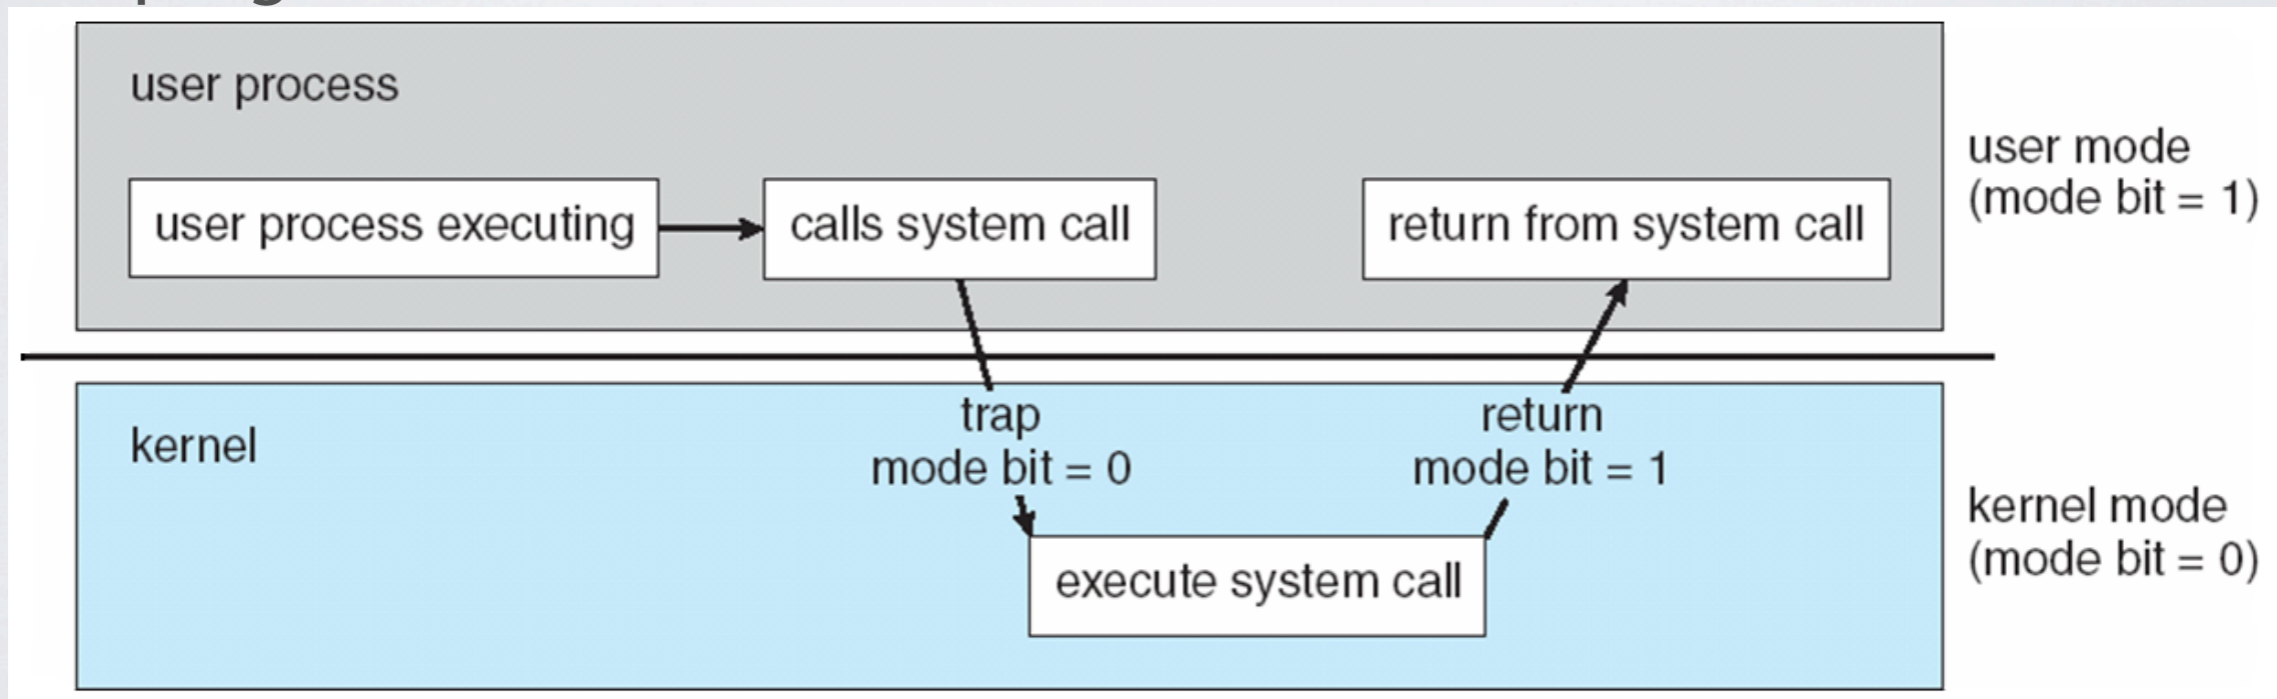 user process
user process executing
calls system call
return from system call
user mode
(mode bit = 1)
kernel
trap
mode bit = 0
return
mode bit = 1
execute system call
kernel mode
(mode bit = 0)